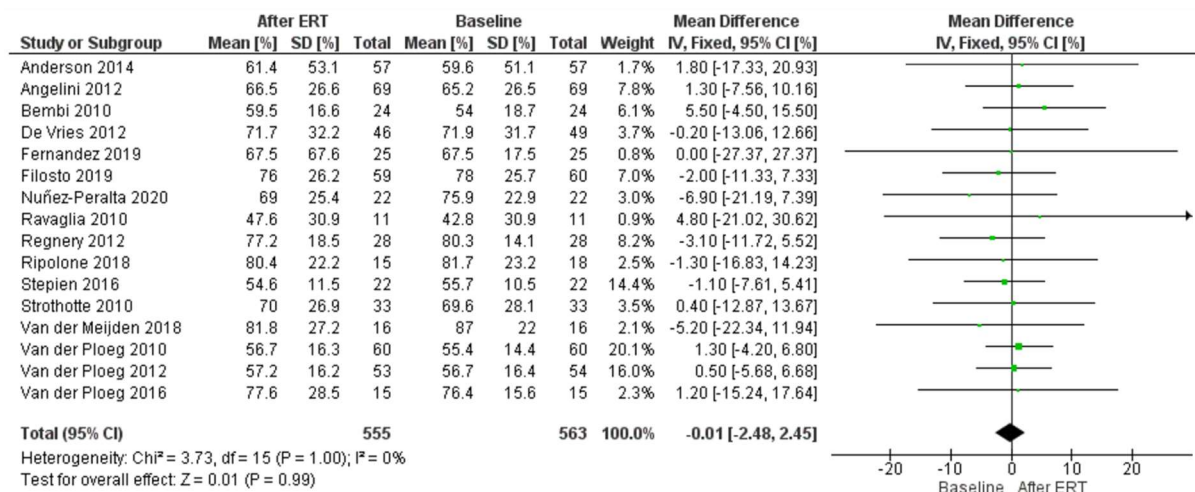 After ERT Baseline Mean Difference Mean Difference
Study or Subgroup Mean [%] SD [%] Total Mean [%] SD [%] Total Weight IV, Fixed, 95% CI IV, Fixed, 95% CI
Anderson 2014 61.4 53.1 57 59.6 51.1 57 1.7% 1.80 [-17.33, 20.93]
Angelini 2012 66.5 26.6 69 65.2 26.5 69 7.8% 1.30 [-7.56, 10.16]
Bembi 2010 59.5 16.6 24 54 18.7 24 6.1% 5.50 [-4.50, 15.50]
De Vries 2012 71.7 32.2 46 71.9 31.7 49 3.7% -0.20 [-13.06, 12.66]
Fernandez 2019 67.5 67.6 25 67.5 17.5 25 0.8% 0.00 [-27.37, 27.37]
Filosto 2019 76 26.2 59 78 25.7 60 7.0% -2.00 [-11.33, 7.33]
Nuñez-Peralta 2020 69 25.4 22 75.9 22.9 22 3.0% -6.90 [-21.19, 7.39]
Ravaglia 2010 47.6 30.9 11 42.8 30.9 11 0.9% 4.80 [-21.02, 30.62]
Regnery 2012 77.2 18.5 28 80.3 14.1 28 8.2% -3.10 [-11.72, 5.52]
Ripolone 2018 80.4 22.2 15 81.7 23.2 18 2.5% -1.30 [-16.83, 14.23]
Stepien 2016 54.6 11.5 22 55.7 10.5 22 14.4% -1.10 [-7.61, 5.41]
Strothotte 2010 70 26.9 33 69.6 28.1 33 3.5% 0.40 [-12.87, 13.67]
Van der Meijden 2018 81.8 27.2 16 87 22 16 2.1% -5.20 [-22.34, 11.94]
Van der Ploeg 2010 56.7 16.3 60 55.4 14.4 60 20.1% 1.30 [-4.20, 6.80]
Van der Ploeg 2012 57.2 16.2 53 56.7 16.4 54 16.0% 0.50 [-5.68, 6.68]
Van der Ploeg 2016 77.6 28.5 15 76.4 15.6 15 2.3% 1.20 [-15.24, 17.64]
Total (95% CI) 555 563 100.0% -0.01 [-2.48, 2.45]
Heterogeneity: Chi² = 3.73, df = 15 (P = 1.00); I² = 0%
Test for overall effect: Z = 0.01 (P = 0.99)
-20 -10 0 10 20
Baseline After ERT